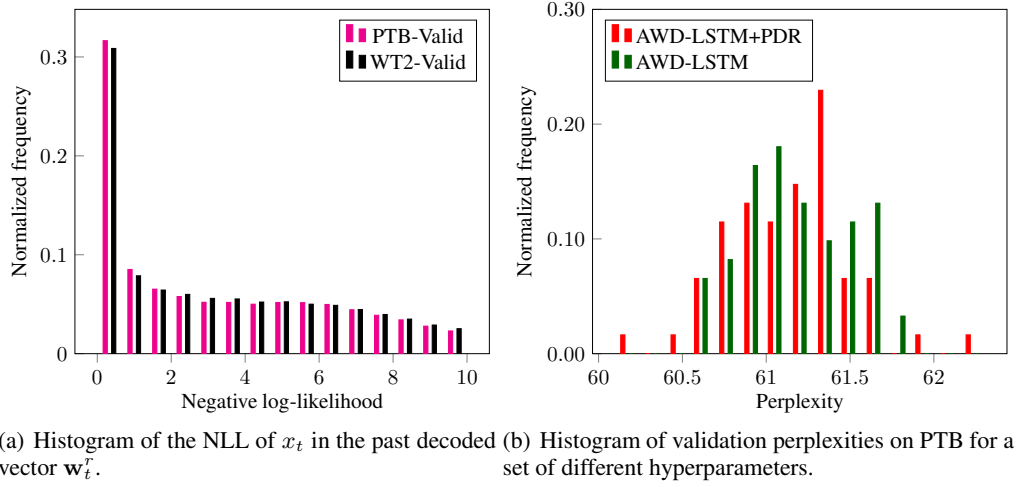 PTB-Valid
WT2-Valid
Normalized frequency
0.3
0.2
0.1
0
0 2 4 6 8 10
Negative log-likelihood
(a) Histogram of the NLL of x_t in the past decoded
vector w_t^r.
AWD-LSTM+PDR
AWD-LSTM
Normalized frequency
0.30
0.20
0.10
0.00
60 60.5 61 61.5 62
Perplexity
(b) Histogram of validation perplexities on PTB for a
set of different hyperparameters.